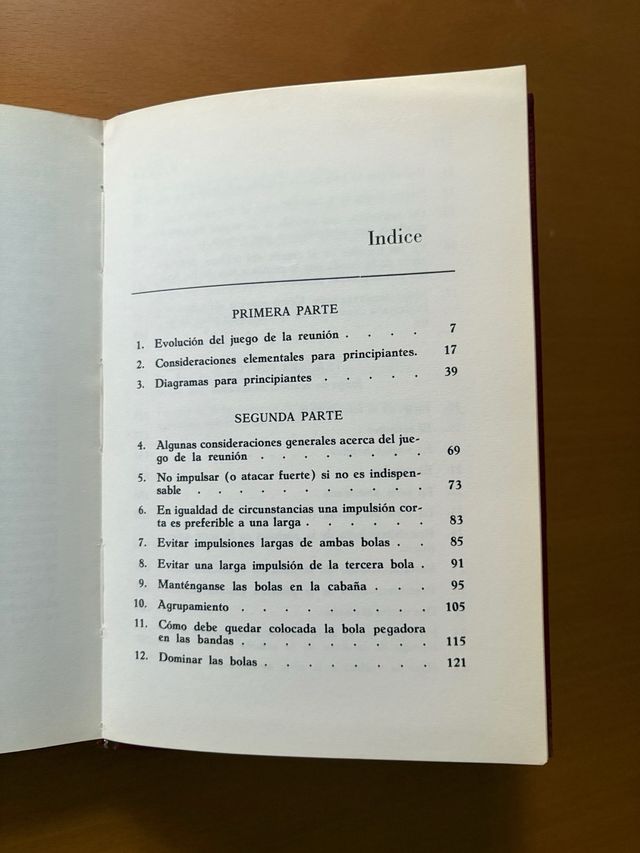 Indice
PRIMERA PARTE
1. Evolución del juego de la reunión . . . . 7
2. Consideraciones elementales para principiantes. 17
3. Diagramas para principiantes . . . . . 39
SEGUNDA PARTE
4. Algunas consideraciones generales acerca del jue-
go de la reunión . . . . . . . 69
5. No impulsar (o atacar fuerte) si no es indispen-
sable . . . . . . . . . . 73
6. En igualdad de circunstancias una impulsión cor-
ta es preferible a una larga . . . . . . 83
7. Evitar impulsiones largas de ambas bolas . . 85
8. Evitar una larga impulsión de la tercera bola . 91
9. Manténganse las bolas en la cabaña . . . 95
10. Agrupamiento . . . . . . . . 105
11. Cómo debe quedar colocada la bola pegadora
en las bandas . . . . . . . . 115
12. Dominar las bolas . . . . . . . 121